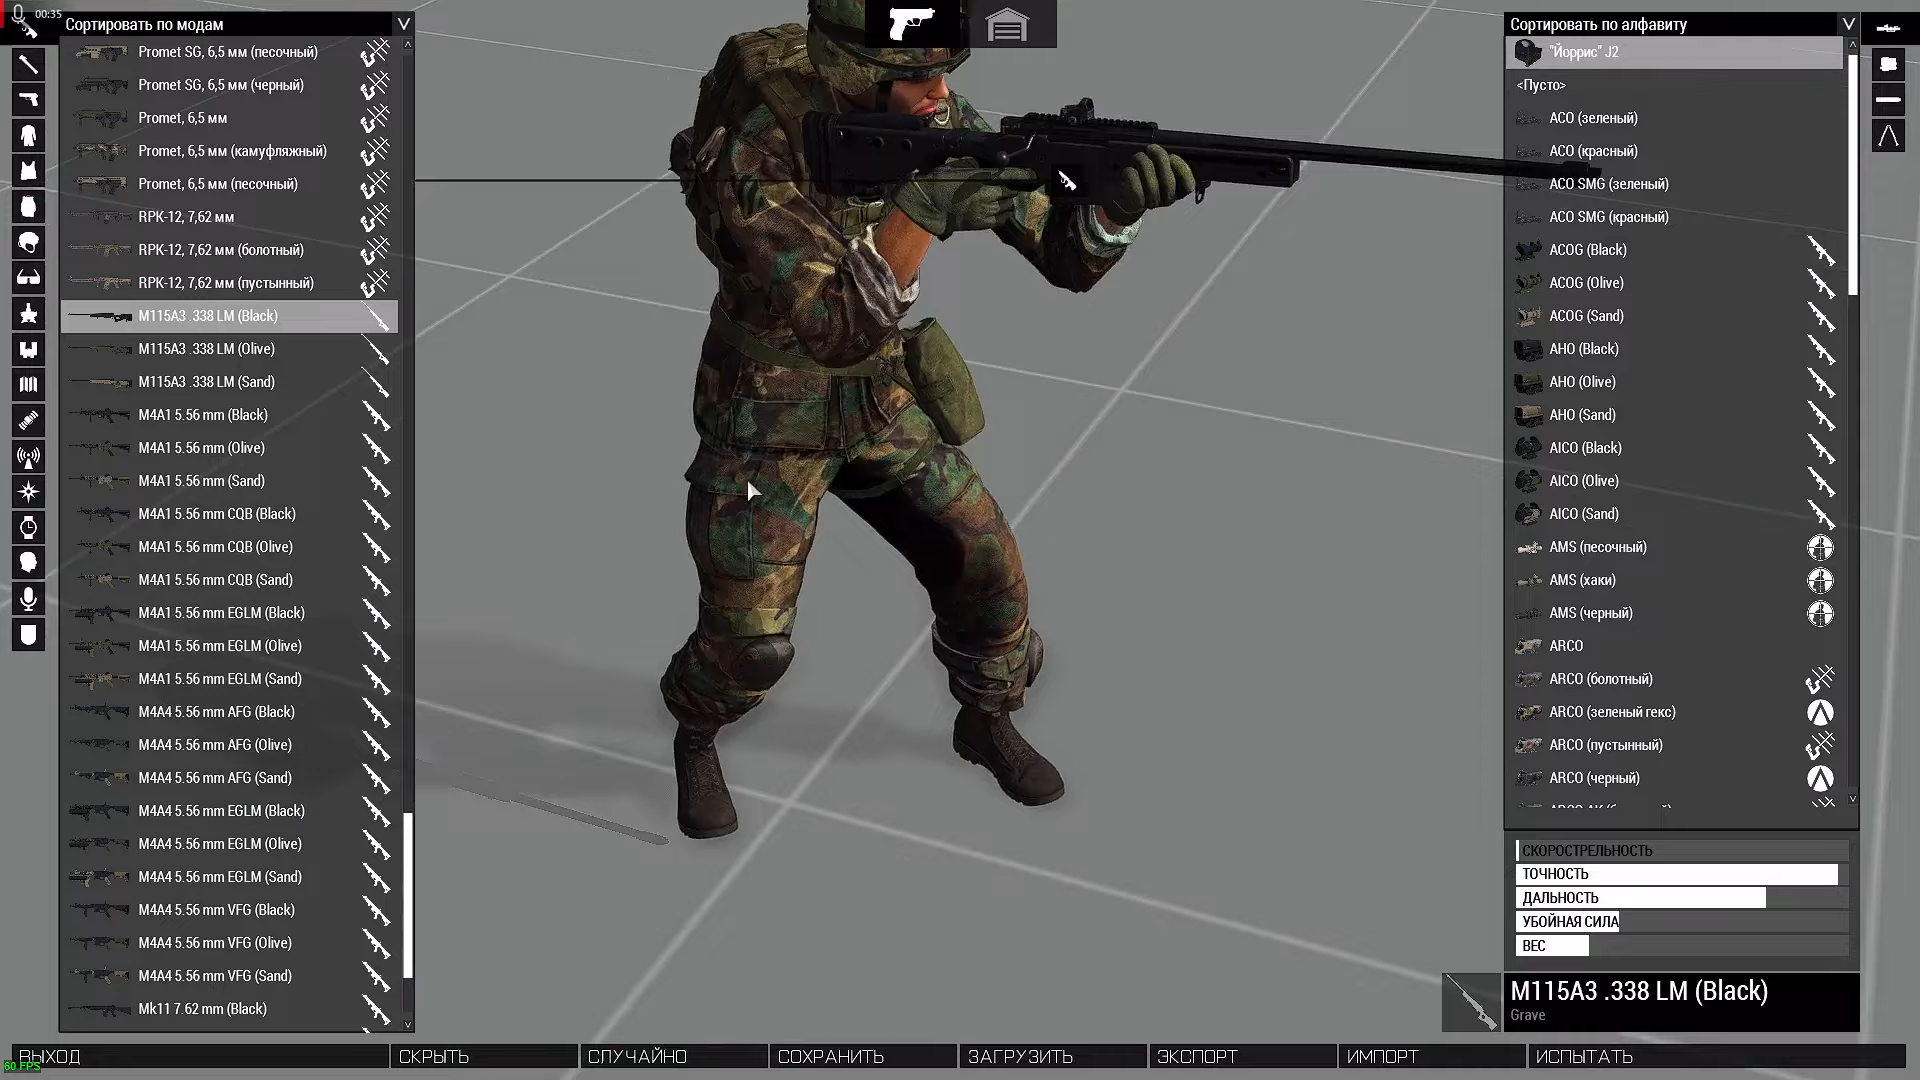 00:35
Сортировать по модам
Promet SG, 6,5 мм (песочный)
Promet SG, 6,5 мм (черный)
Promet, 6,5 мм
Promet, 6,5 мм (камуфляжный)
Promet, 6,5 мм (песочный)
RPK-12, 7,62 мм
RPK-12, 7,62 мм (болотный)
RPK-12, 7,62 мм (пустынный)
M115A3 .338 LM (Black)
M115A3 .338 LM (Olive)
M115A3 .338 LM (Sand)
M4A1 5.56 mm (Black)
M4A1 5.56 mm (Olive)
M4A1 5.56 mm (Sand)
M4A1 5.56 mm CQB (Black)
M4A1 5.56 mm CQB (Olive)
M4A1 5.56 mm CQB (Sand)
M4A1 5.56 mm EGLM (Black)
M4A1 5.56 mm EGLM (Olive)
M4A1 5.56 mm EGLM (Sand)
M4A4 5.56 mm AFG (Black)
M4A4 5.56 mm AFG (Olive)
M4A4 5.56 mm AFG (Sand)
M4A4 5.56 mm EGLM (Black)
M4A4 5.56 mm EGLM (Olive)
M4A4 5.56 mm EGLM (Sand)
M4A4 5.56 mm VFG (Black)
M4A4 5.56 mm VFG (Olive)
M4A4 5.56 mm VFG (Sand)
Mk11 7.62 mm (Black)
Сортировать по алфавиту
"Йоррис" J2
<Пусто>
ACO (зеленый)
ACO (красный)
ACO SMG (зеленый)
ACO SMG (красный)
ACOG (Black)
ACOG (Olive)
ACOG (Sand)
AHO (Black)
AHO (Olive)
AHO (Sand)
AICO (Black)
AICO (Olive)
AICO (Sand)
AMS (песочный)
AMS (хаки)
AMS (черный)
ARCO
ARCO (болотный)
ARCO (зеленый гекс)
ARCO (пустынный)
ARCO (черный)
СКОРОСТРЕЛЬНОСТЬ
ТОЧНОСТЬ
ДАЛЬНОСТЬ
УБОЙНАЯ СИЛА
ВЕС
M115A3 .338 LM (Black)
Grave
ВЫХОД
СКРЫТЬ
СЛУЧАЙНО
СОХРАНИТЬ
ЗАГРУЗИТЬ
ЭКСПОРТ
ИМПОРТ
ИСПЫТАТЬ
60 FPS